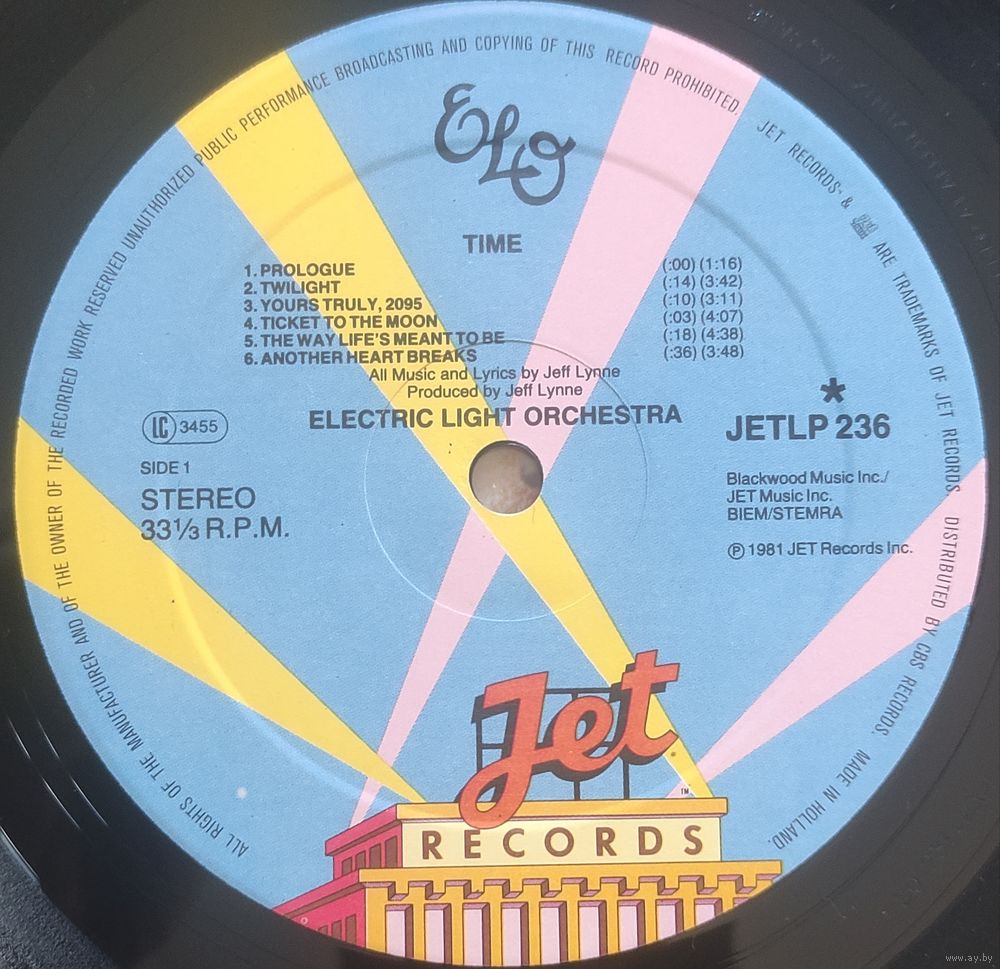 ALL RIGHTS OF THE MANUFACTURER AND OF THE OWNER OF THE RECORDED WORK RESERVED UNAUTHORIZED PUBLIC PERFORMANCE BROADCASTING AND COPYING OF THIS RECORD PROHIBITED. JET RECORDS & JET ARE TRADEMARKS OF JET RECORDS DISTRIBUTED BY CBS RECORDS. MADE IN HOLLAND.
ELO
TIME
1. PROLOGUE (:00) (1:16)
2. TWILIGHT (:14) (3:42)
3. YOURS TRULY, 2095 (:10) (3:11)
4. TICKET TO THE MOON (:03) (4:07)
5. THE WAY LIFE'S MEANT TO BE (:18) (4:38)
6. ANOTHER HEART BREAKS (:36) (3:48)
All Music and Lyrics by Jeff Lynne
Produced by Jeff Lynne
ELECTRIC LIGHT ORCHESTRA
LC 3455
SIDE 1
STEREO
33⅓ R.P.M.
*
JETLP 236
Blackwood Music Inc./
JET Music Inc.
BIEM/STEMRA
Ⓟ 1981 JET Records Inc.
Jet
TM
RECORDS
www.ay.by